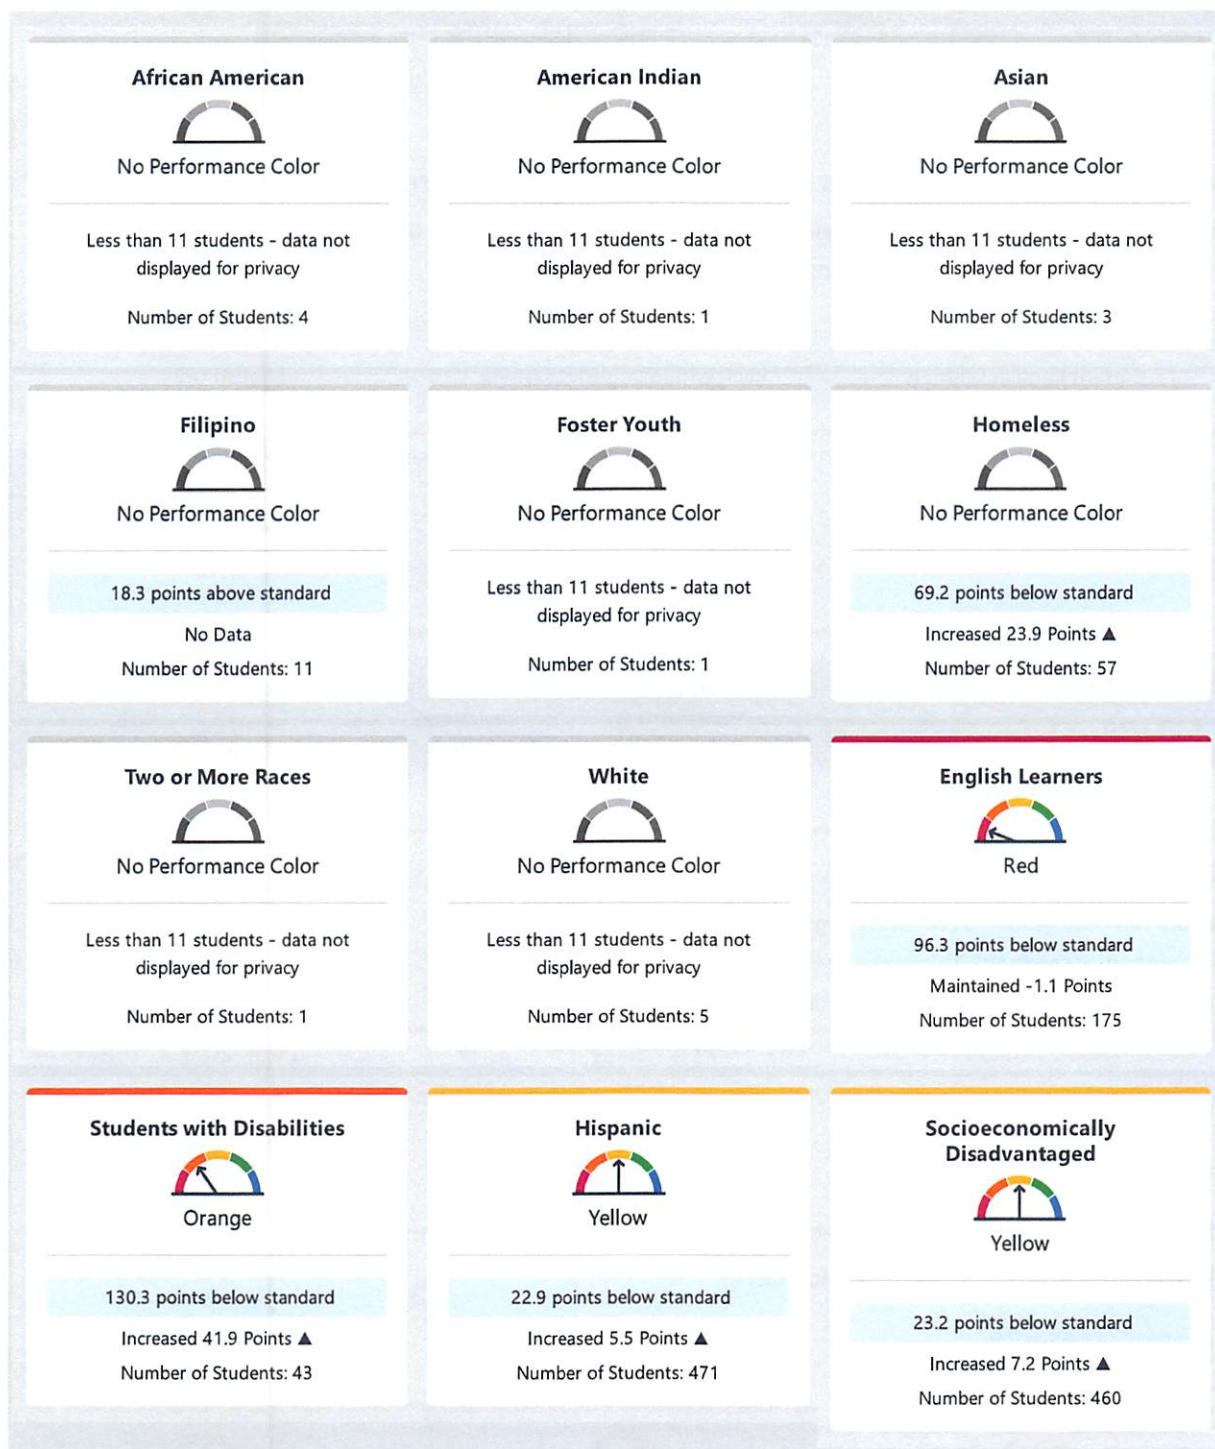 African American
No Performance Color
Less than 11 students - data not
displayed for privacy
Number of Students: 4
American Indian
No Performance Color
Less than 11 students - data not
displayed for privacy
Number of Students: 1
Asian
No Performance Color
Less than 11 students - data not
displayed for privacy
Number of Students: 3
Filipino
No Performance Color
18.3 points above standard
No Data
Number of Students: 11
Foster Youth
No Performance Color
Less than 11 students - data not
displayed for privacy
Number of Students: 1
Homeless
No Performance Color
69.2 points below standard
Increased 23.9 Points ▲
Number of Students: 57
Two or More Races
No Performance Color
Less than 11 students - data not
displayed for privacy
Number of Students: 1
White
No Performance Color
Less than 11 students - data not
displayed for privacy
Number of Students: 5
English Learners
Red
96.3 points below standard
Maintained -1.1 Points
Number of Students: 175
Students with Disabilities
Orange
130.3 points below standard
Increased 41.9 Points ▲
Number of Students: 43
Hispanic
Yellow
22.9 points below standard
Increased 5.5 Points ▲
Number of Students: 471
Socioeconomically
Disadvantaged
Yellow
23.2 points below standard
Increased 7.2 Points ▲
Number of Students: 460